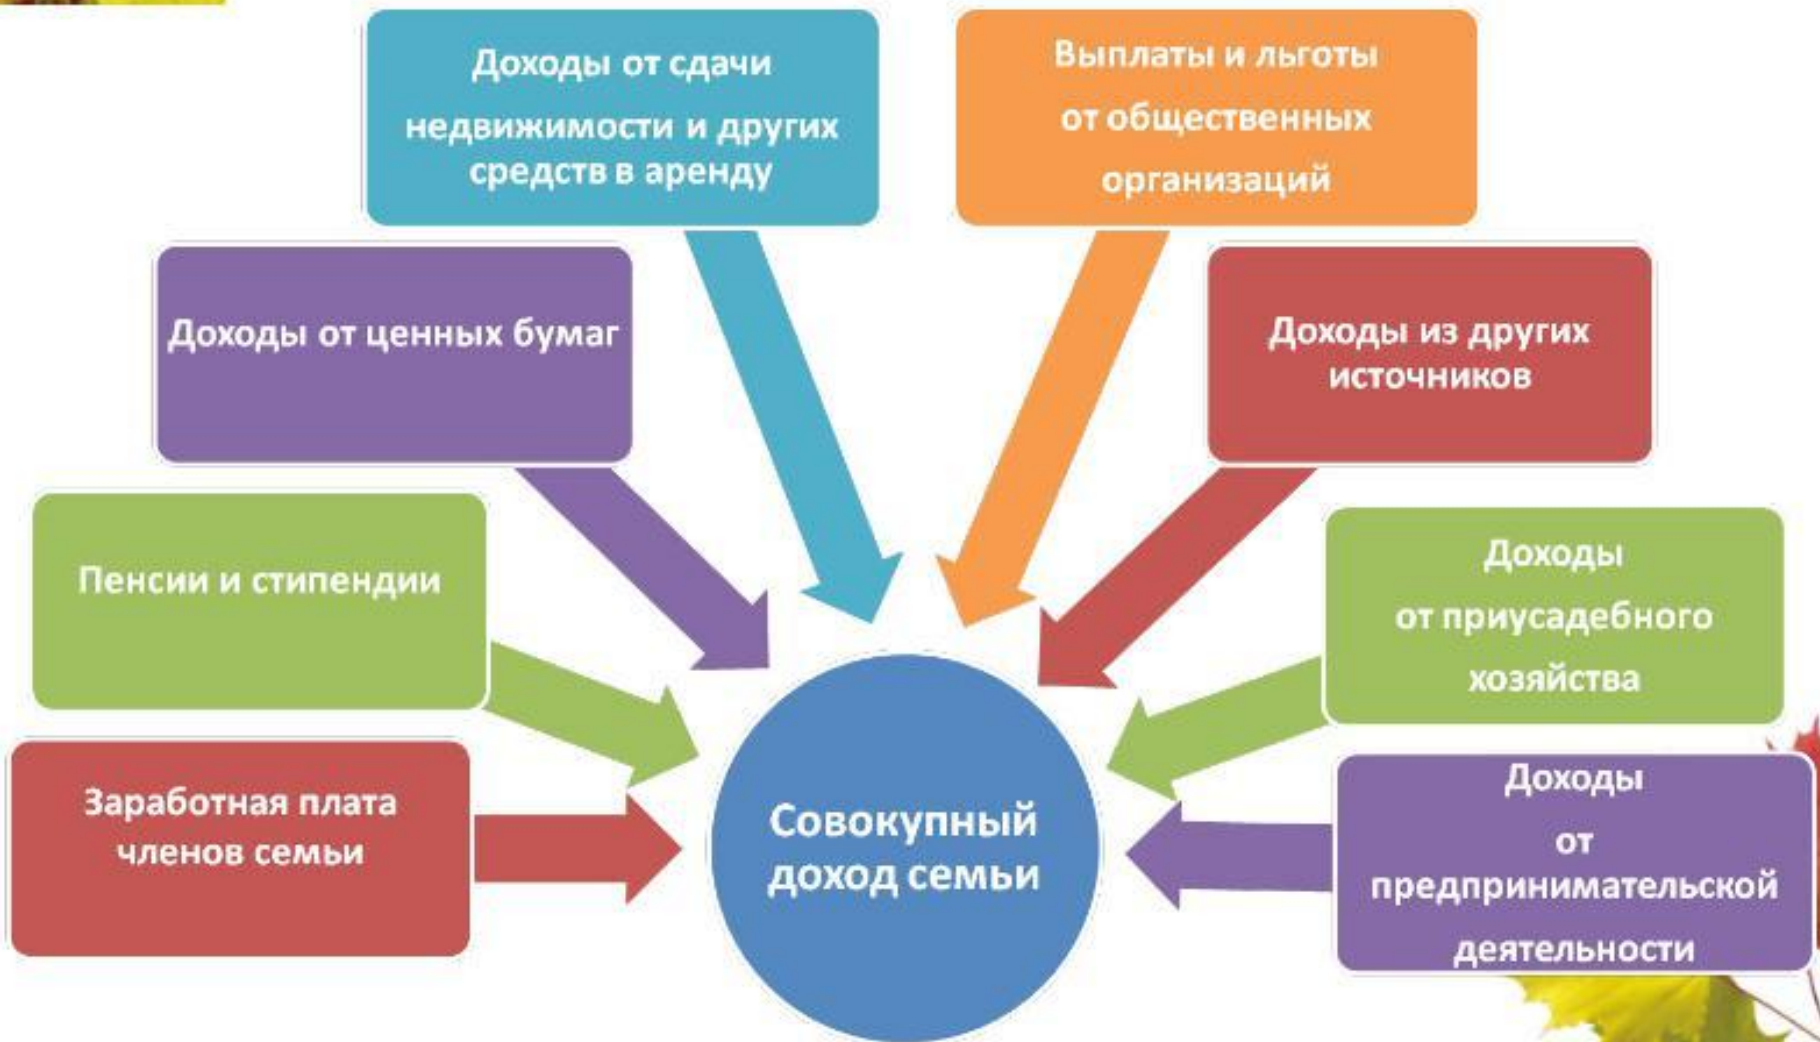 Доходы от сдачи
недвижимости и других
средств в аренду
Выплаты и льготы
от общественных
организаций
Доходы от ценных бумаг
Доходы из других
источников
Пенсии и стипендии
Доходы
от приусадебного
хозяйства
Заработная плата
членов семьи
Совокупный
доход семьи
Доходы
от
предпринимательской
деятельности